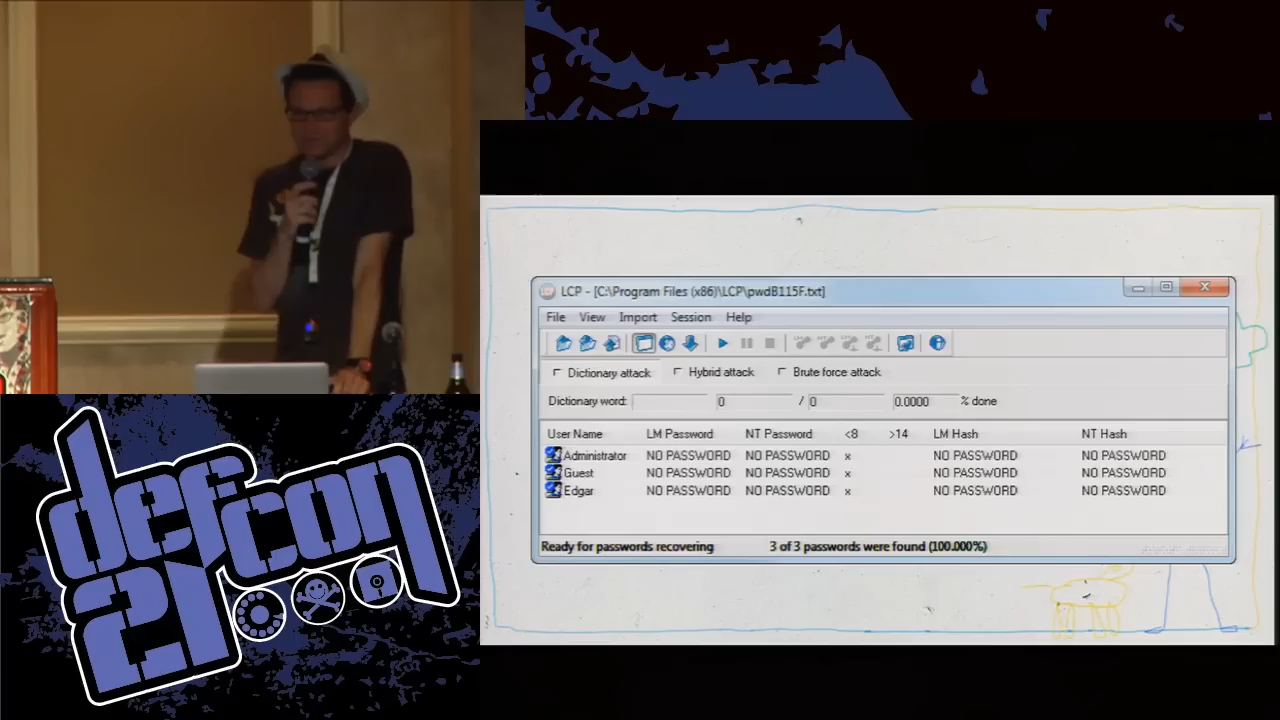 LCP - [C:\Program Files (x86)\LCP\pwdB115F.txt]
File View Import Session Help
Dictionary attack Hybrid attack Brute force attack
Dictionary word: 0 / 0 0.0000 % done
User Name LM Password NT Password <8 >14 LM Hash NT Hash
Administrator NO PASSWORD NO PASSWORD x NO PASSWORD NO PASSWORD
Guest NO PASSWORD NO PASSWORD x NO PASSWORD NO PASSWORD
Edgar NO PASSWORD NO PASSWORD x NO PASSWORD NO PASSWORD
Ready for passwords recovering 3 of 3 passwords were found (100.000%)
defcon
21